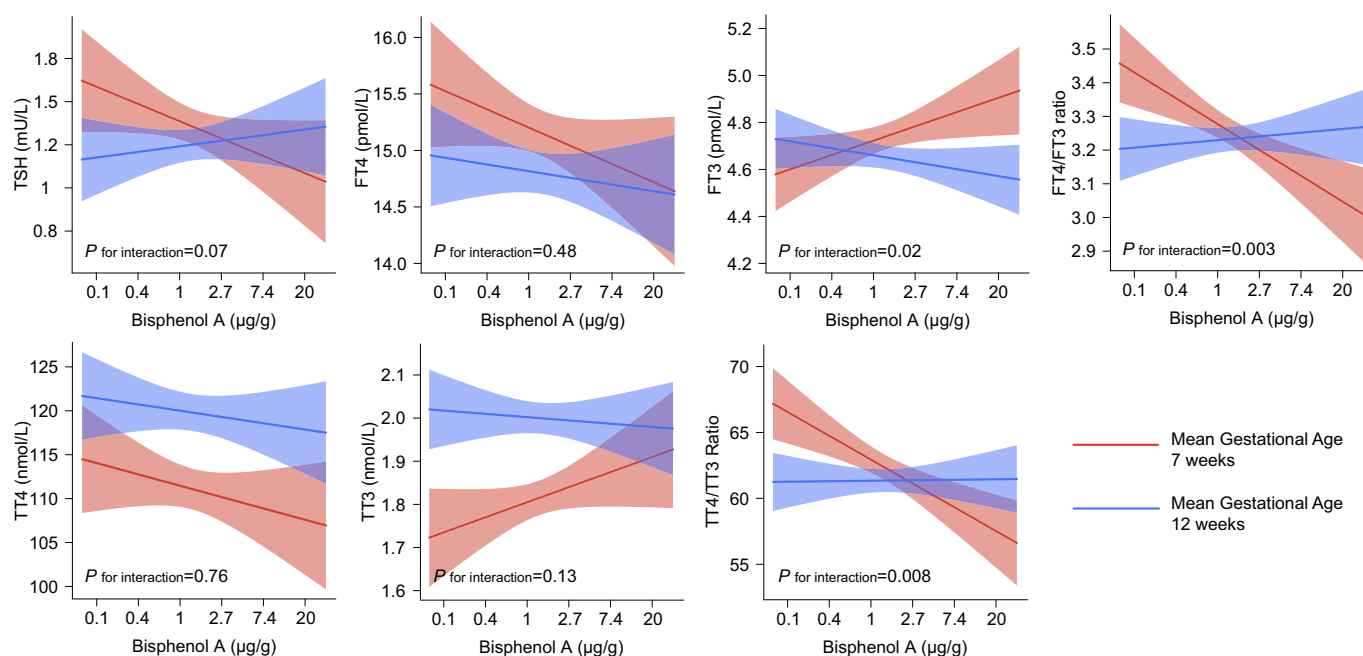 TSH (mU/L)
1.8
1.5
1.2
1
0.8
P for interaction=0.07
0.1 0.4 1 2.7 7.4 20
Bisphenol A (µg/g)
FT4 (pmol/L)
16.0
15.5
15.0
14.5
14.0
P for interaction=0.48
0.1 0.4 1 2.7 7.4 20
Bisphenol A (µg/g)
FT3 (pmol/L)
5.2
5.0
4.8
4.6
4.4
4.2
P for interaction=0.02
0.1 0.4 1 2.7 7.4 20
Bisphenol A (µg/g)
FT4/FT3 ratio
3.5
3.4
3.3
3.2
3.1
3.0
2.9
P for interaction=0.003
0.1 0.4 1 2.7 7.4 20
Bisphenol A (µg/g)
TT4 (nmol/L)
125
120
115
110
105
100
P for interaction=0.76
0.1 0.4 1 2.7 7.4 20
Bisphenol A (µg/g)
TT3 (nmol/L)
2.1
2.0
1.9
1.8
1.7
1.6
P for interaction=0.13
0.1 0.4 1 2.7 7.4 20
Bisphenol A (µg/g)
TT4/TT3 Ratio
70
65
60
55
P for interaction=0.008
0.1 0.4 1 2.7 7.4 20
Bisphenol A (µg/g)
Mean Gestational Age
7 weeks
Mean Gestational Age
12 weeks